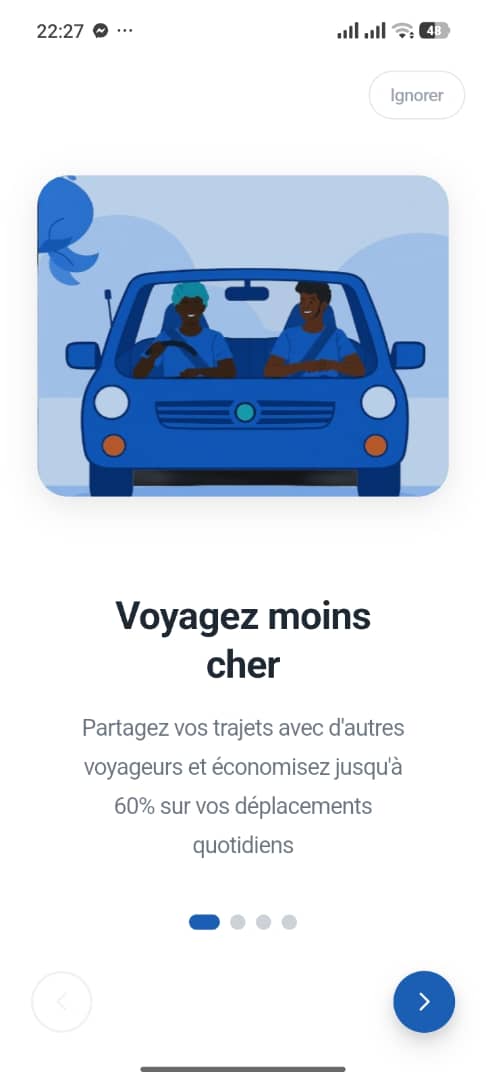 22:27
48
Ignorer
Voyagez moins
cher
Partagez vos trajets avec d'autres
voyageurs et économisez jusqu'à
60% sur vos déplacements
quotidiens